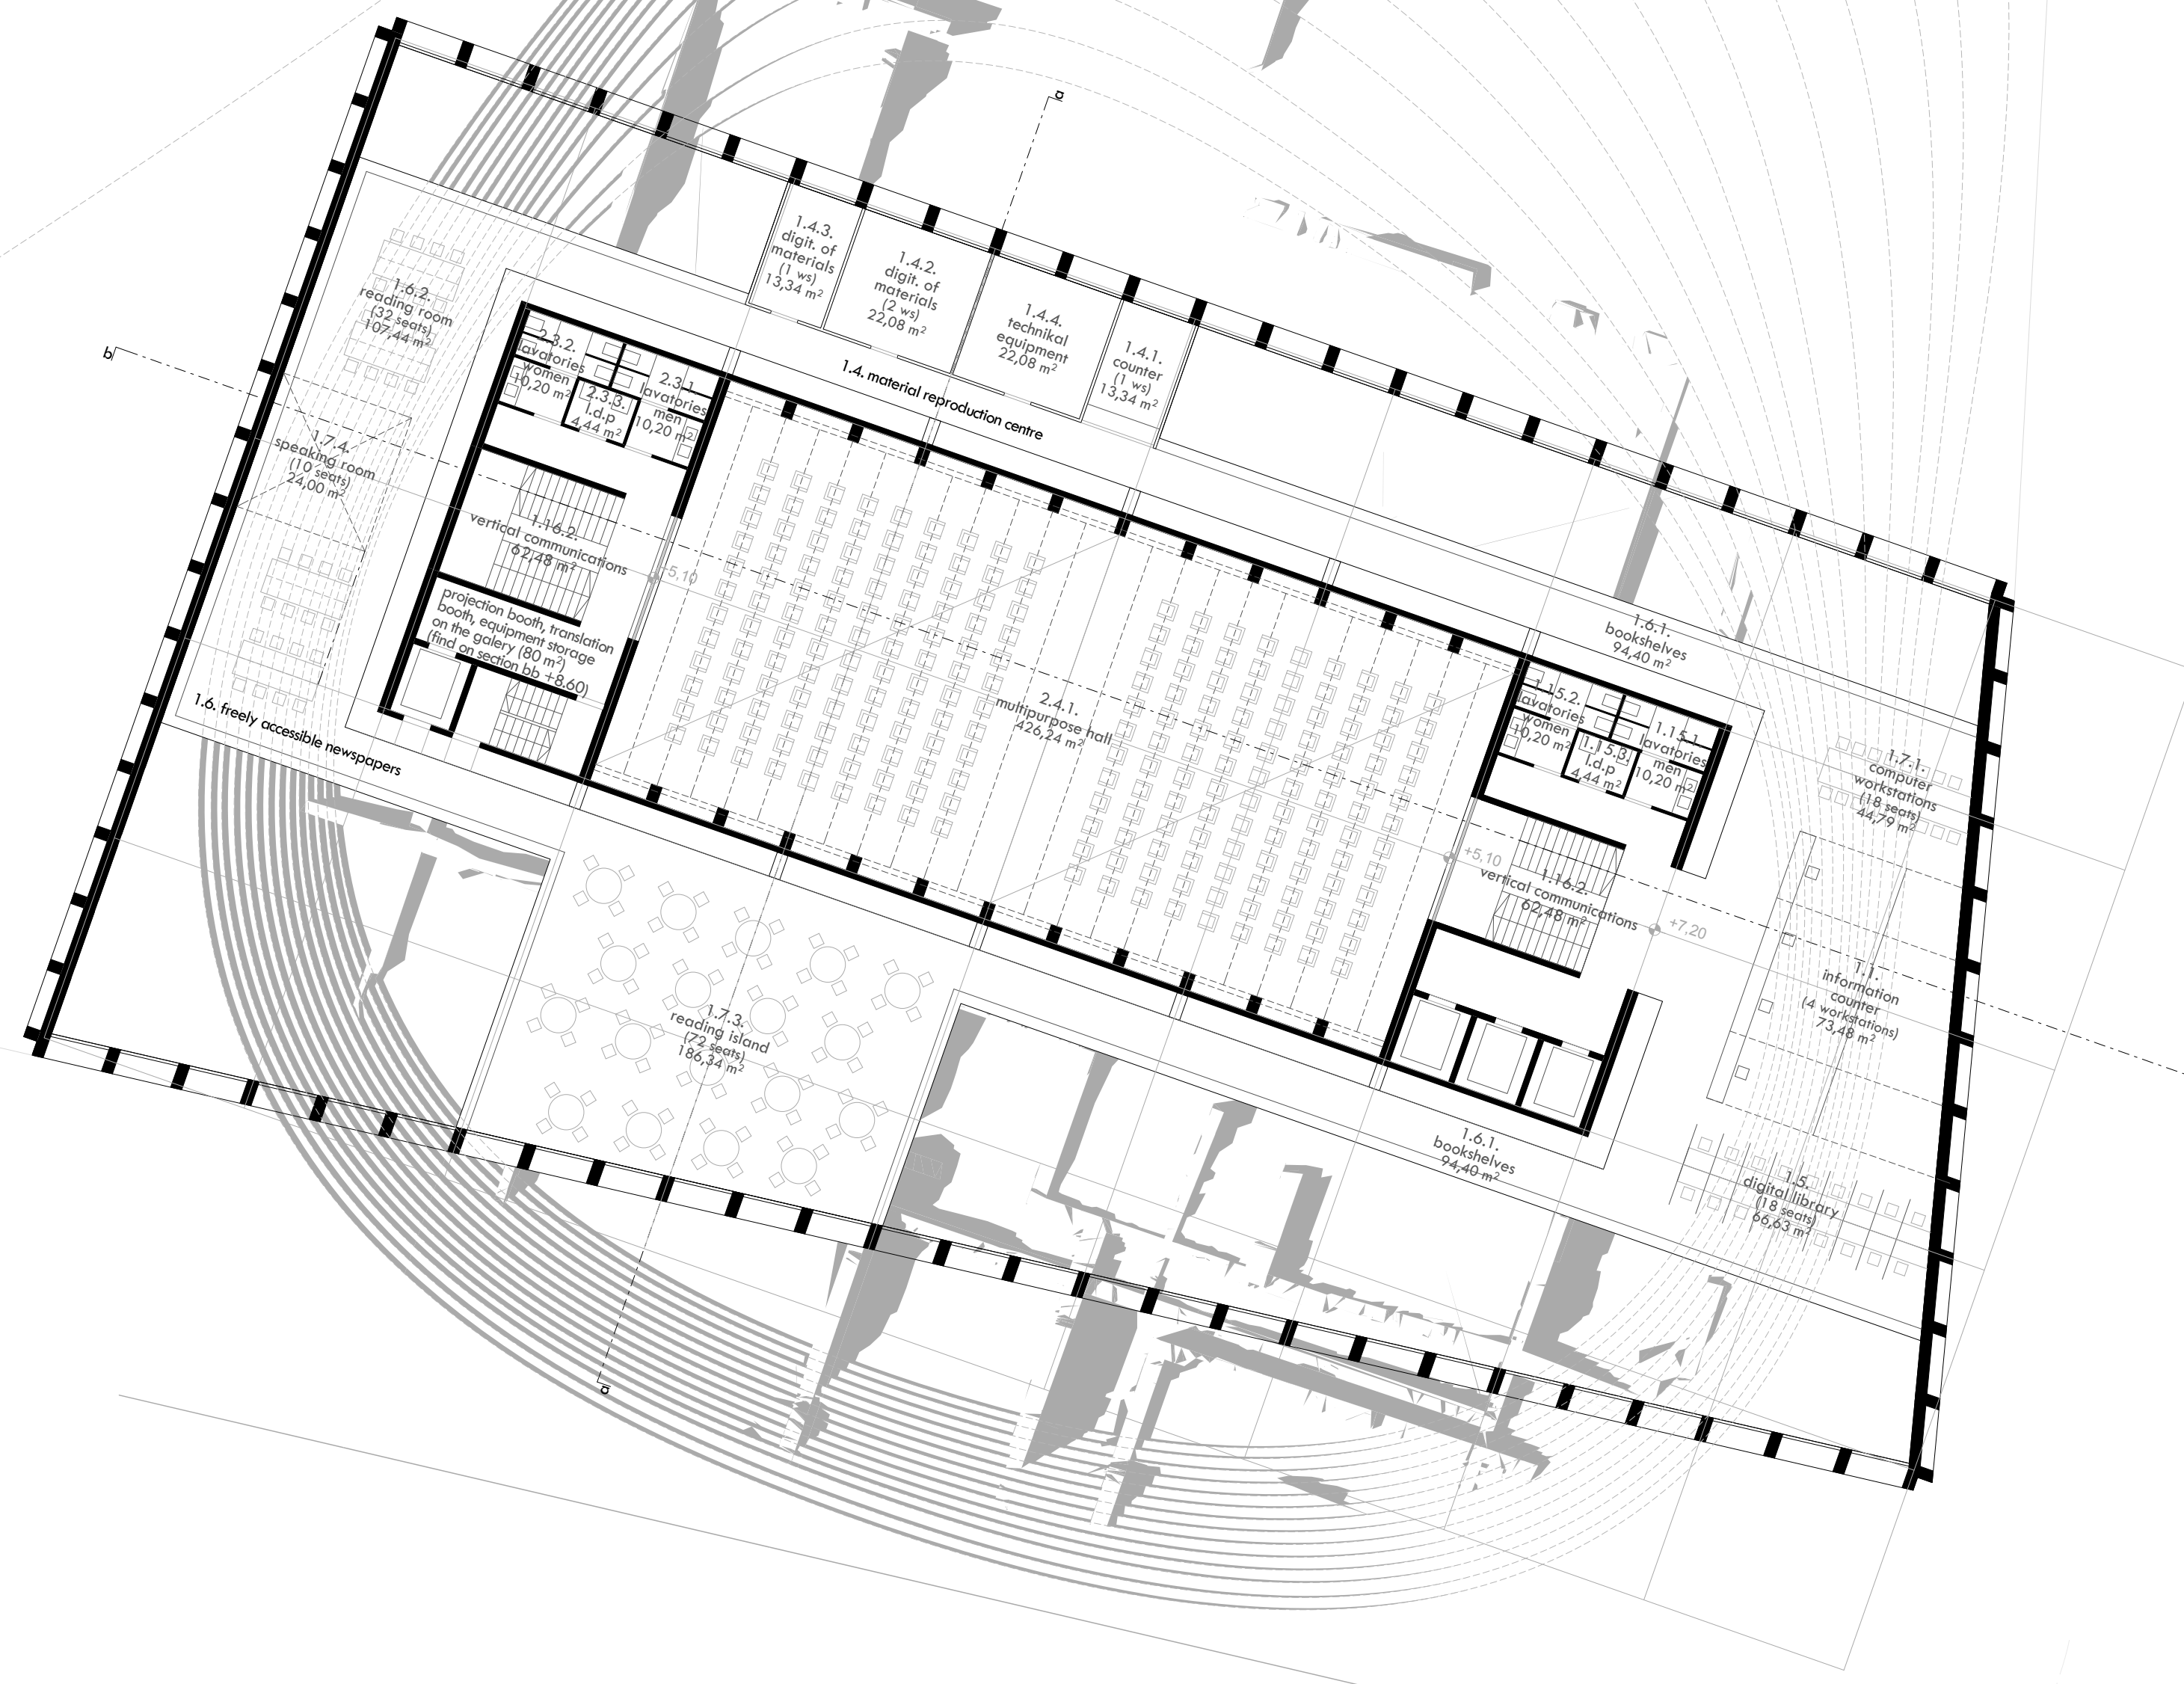 a
1.4.3.
digit. of
materials
(1 ws)
13,34 m²
1.4.2.
digit. of
materials
(2 ws)
22,08 m²
1.4.4.
technikal
equipment
22,08 m²
1.4.1.
counter
(1 ws)
13,34 m²
1.4. material reproduction centre
1.6.2.
reading room
(32 seats)
107,44 m²
b
2.3.2.
lavatories
women
10,20 m²
2.3.1.
lavatories
men
10,20 m²
2.3.3.
l.d.p
4,44 m²
1.7.4.
speaking room
(10 seats)
24,00 m²
1.16.2.
vertical communications
62,48 m²
+5,10
projection booth, translation
booth, equipment storage
on the galery (80 m²)
(find on section bb +8.60)
1.6. freely accessible newspapers
2.4.1.
multipurpose hall
426,24 m²
1.6.1.
bookshelves
94,40 m²
1.15.2.
lavatories
women
10,20 m²
1.15.1.
lavatories
men
10,20 m²
1.15.3.
l.d.p
4,44 m²
1.7.1.
computer
workstations
(18 seats)
44,79 m²
+5,10
1.16.2.
vertical communications
62,48 m²
+7,20
1.1.
information
counter
(4 workstations)
73,48 m²
1.7.3.
reading island
(72 seats)
186,34 m²
1.6.1.
bookshelves
94,40 m²
1.5.
digital library
(18 seats)
66,63 m²
a